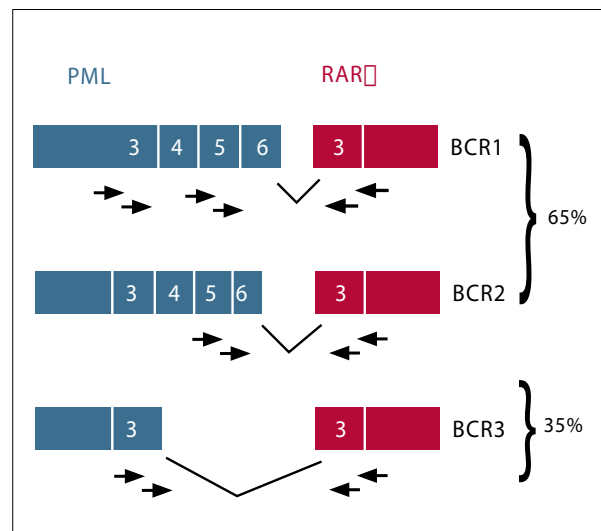 PML RAR▯
3 4 5 6 3 BCR1
65%
3 4 5 6 3 BCR2
3 3 BCR3
35%